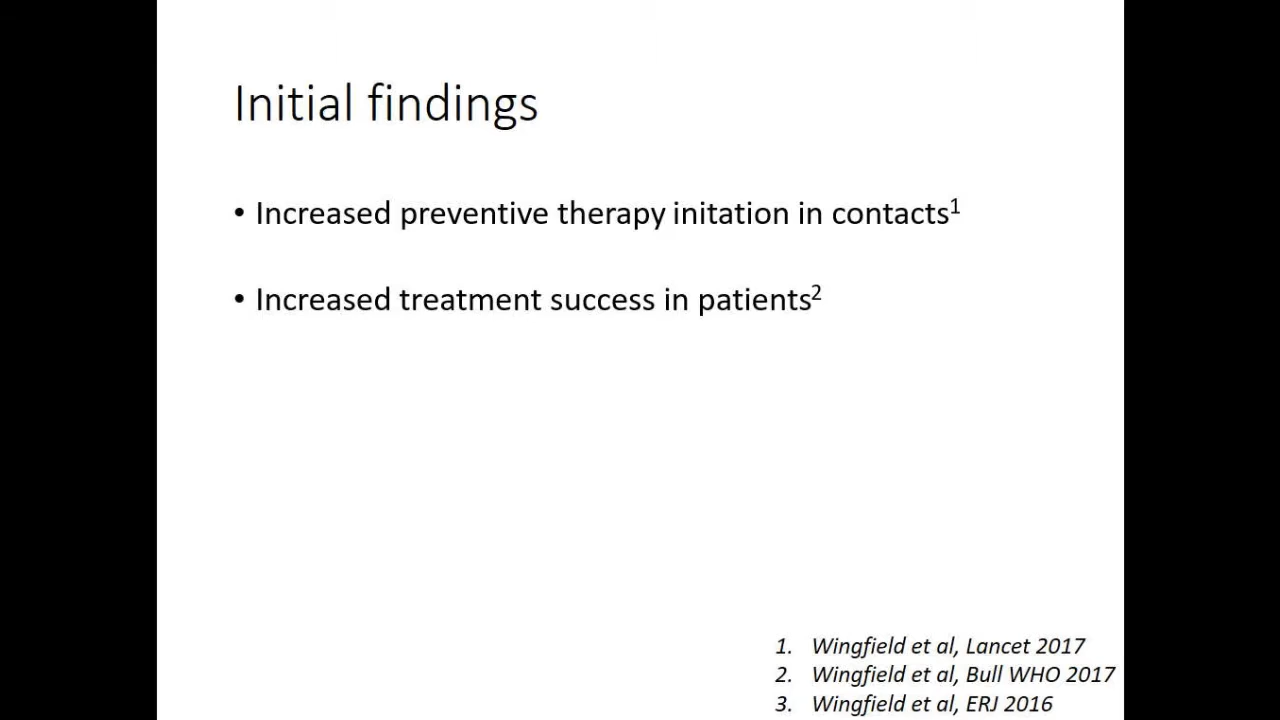 Initial findings
• Increased preventive therapy initation in contacts¹
• Increased treatment success in patients²
1. Wingfield et al, Lancet 2017
2. Wingfield et al, Bull WHO 2017
3. Wingfield et al, ERJ 2016